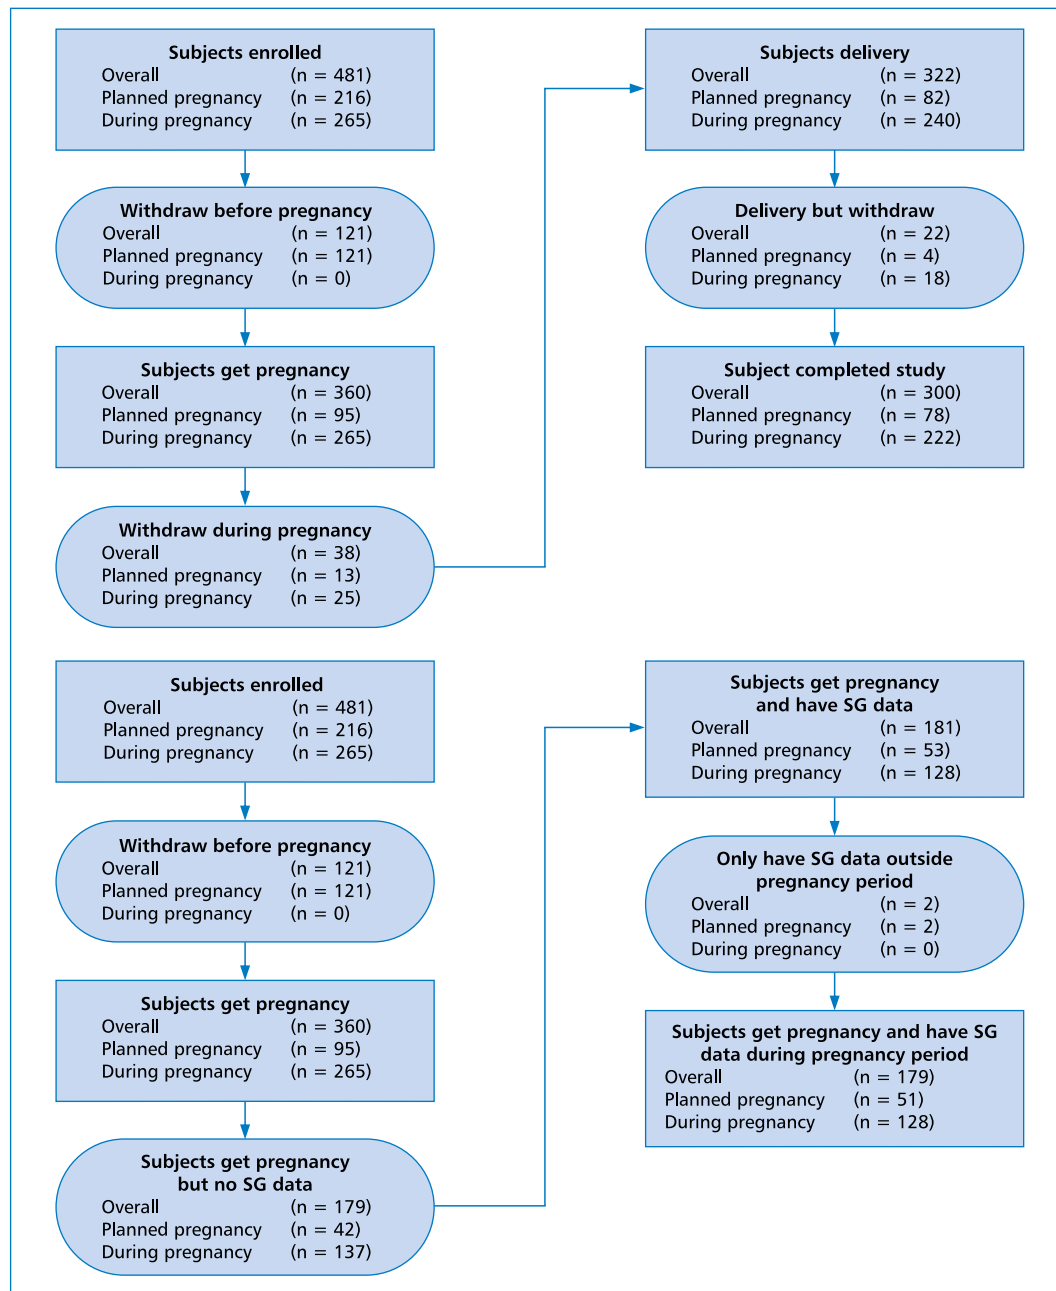 Subjects enrolled
Overall (n = 481)
Planned pregnancy (n = 216)
During pregnancy (n = 265)
Withdraw before pregnancy
Overall (n = 121)
Planned pregnancy (n = 121)
During pregnancy (n = 0)
Subjects get pregnancy
Overall (n = 360)
Planned pregnancy (n = 95)
During pregnancy (n = 265)
Withdraw during pregnancy
Overall (n = 38)
Planned pregnancy (n = 13)
During pregnancy (n = 25)
Subjects delivery
Overall (n = 322)
Planned pregnancy (n = 82)
During pregnancy (n = 240)
Delivery but withdraw
Overall (n = 22)
Planned pregnancy (n = 4)
During pregnancy (n = 18)
Subject completed study
Overall (n = 300)
Planned pregnancy (n = 78)
During pregnancy (n = 222)
Subjects enrolled
Overall (n = 481)
Planned pregnancy (n = 216)
During pregnancy (n = 265)
Withdraw before pregnancy
Overall (n = 121)
Planned pregnancy (n = 121)
During pregnancy (n = 0)
Subjects get pregnancy
Overall (n = 360)
Planned pregnancy (n = 95)
During pregnancy (n = 265)
Subjects get pregnancy
but no SG data
Overall (n = 179)
Planned pregnancy (n = 42)
During pregnancy (n = 137)
Subjects get pregnancy
and have SG data
Overall (n = 181)
Planned pregnancy (n = 53)
During pregnancy (n = 128)
Only have SG data outside
pregnancy period
Overall (n = 2)
Planned pregnancy (n = 2)
During pregnancy (n = 0)
Subjects get pregnancy and have SG
data during pregnancy period
Overall (n = 179)
Planned pregnancy (n = 51)
During pregnancy (n = 128)